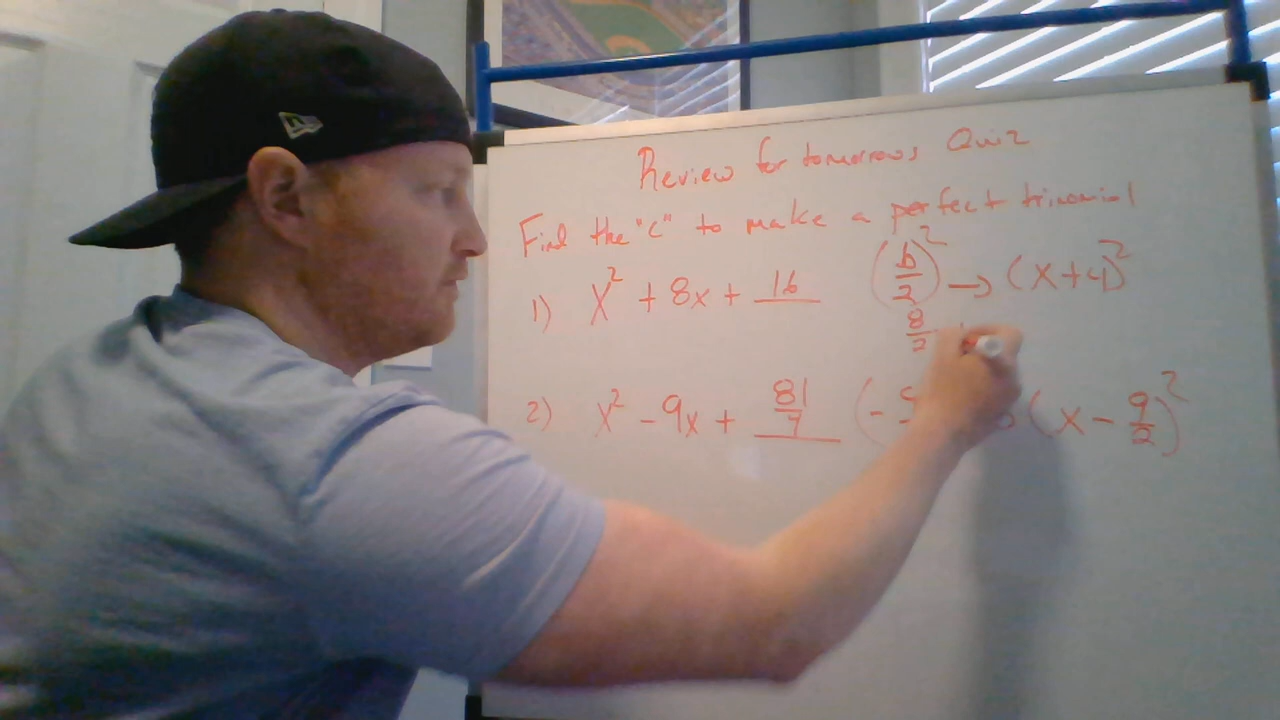 Review for tomorrows Quiz
Find the "C" to make a perfect trinomial
1) x² + 8x + 16 (b/2)² → (x+4)²
8/2
2) x² - 9x + 81/4 (- (x - 9/2)²